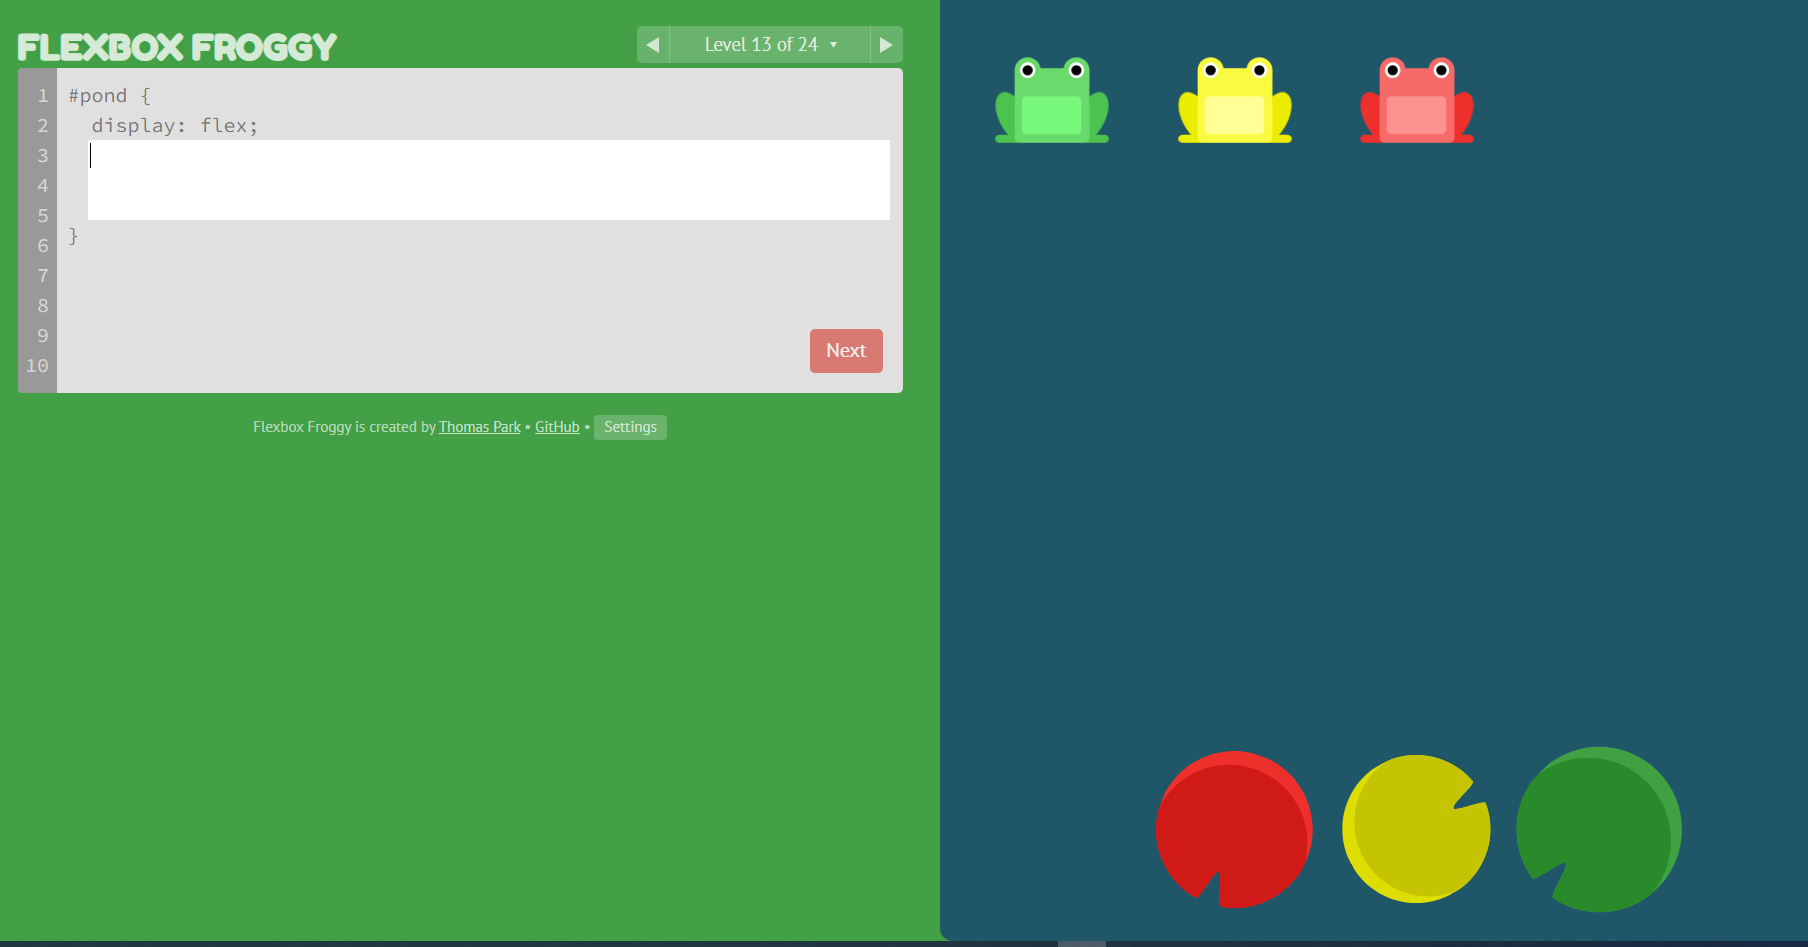 FLEXBOX FROGGY
Level 13 of 24
1 #pond {
2 display: flex;
3
4
5
6 }
7
8
9
10
Next
Flexbox Froggy is created by Thomas Park • GitHub • Settings